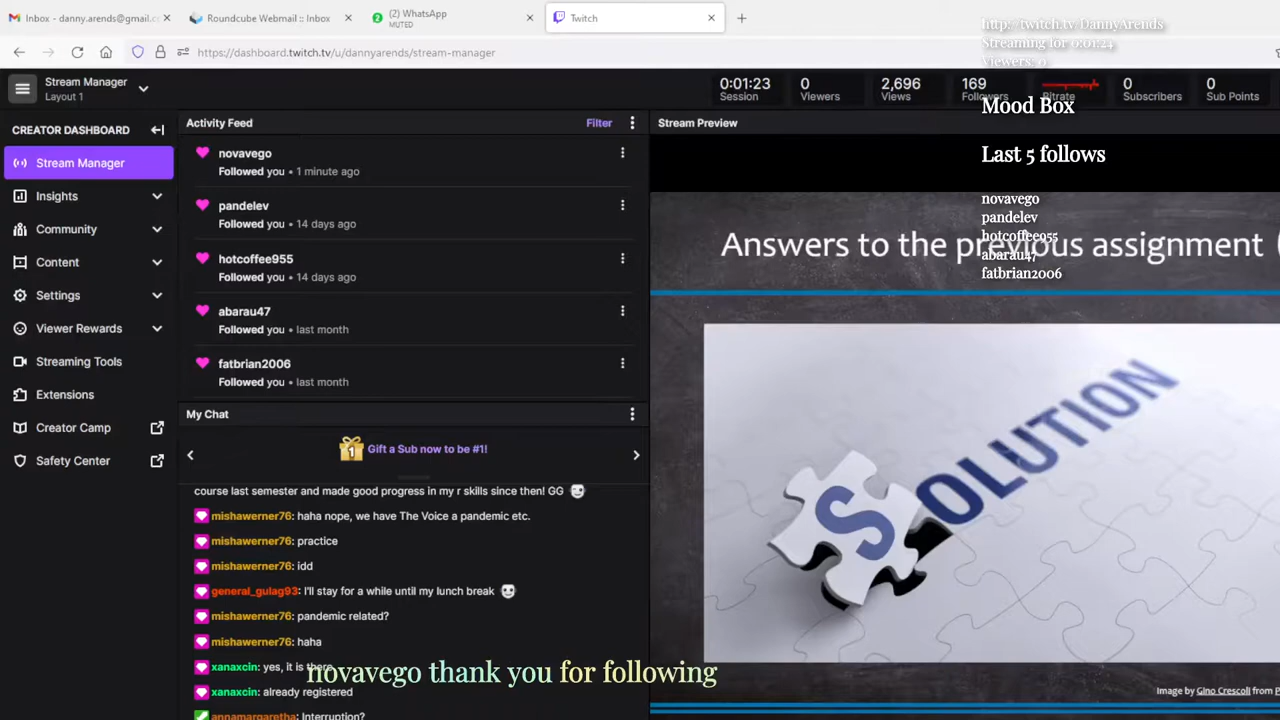 Inbox - danny.arends@gmail.co
Roundcube Webmail :: Inbox
(2) WhatsApp
MUTED
Twitch
https://dashboard.twitch.tv/u/dannyarends/stream-manager
http://twitch.tv/DannyArends
Streaming for 0:01:24
Viewers: 0
Stream Manager
Layout 1
0:01:23
Session
0
Viewers
2,696
Views
169
Followers
Bitrate
0
Subscribers
0
Sub Points
Mood Box
CREATOR DASHBOARD
Stream Manager
Insights
Community
Content
Settings
Viewer Rewards
Streaming Tools
Extensions
Creator Camp
Safety Center
Activity Feed
Filter
novavego
Followed you • 1 minute ago
pandelev
Followed you • 14 days ago
hotcoffee955
Followed you • 14 days ago
abarau47
Followed you • last month
fatbrian2006
Followed you • last month
My Chat
1
Gift a Sub now to be #1!
course last semester and made good progress in my r skills since then! GG
mishawerner76: haha nope, we have The Voice a pandemic etc.
mishawerner76: practice
mishawerner76: idd
general_gulag93: I'll stay for a while until my lunch break
mishawerner76: pandemic related?
mishawerner76: haha
xanaxcin: yes, it is there
xanaxcin: already registered
annamargaretha: Interruption?
novavego thank you for following
Stream Preview
Last 5 follows
novavego
pandelev
hotcoffee955
abarau47
fatbrian2006
Answers to the previous assignment
SOLUTION
Image by Gino Crescoli from